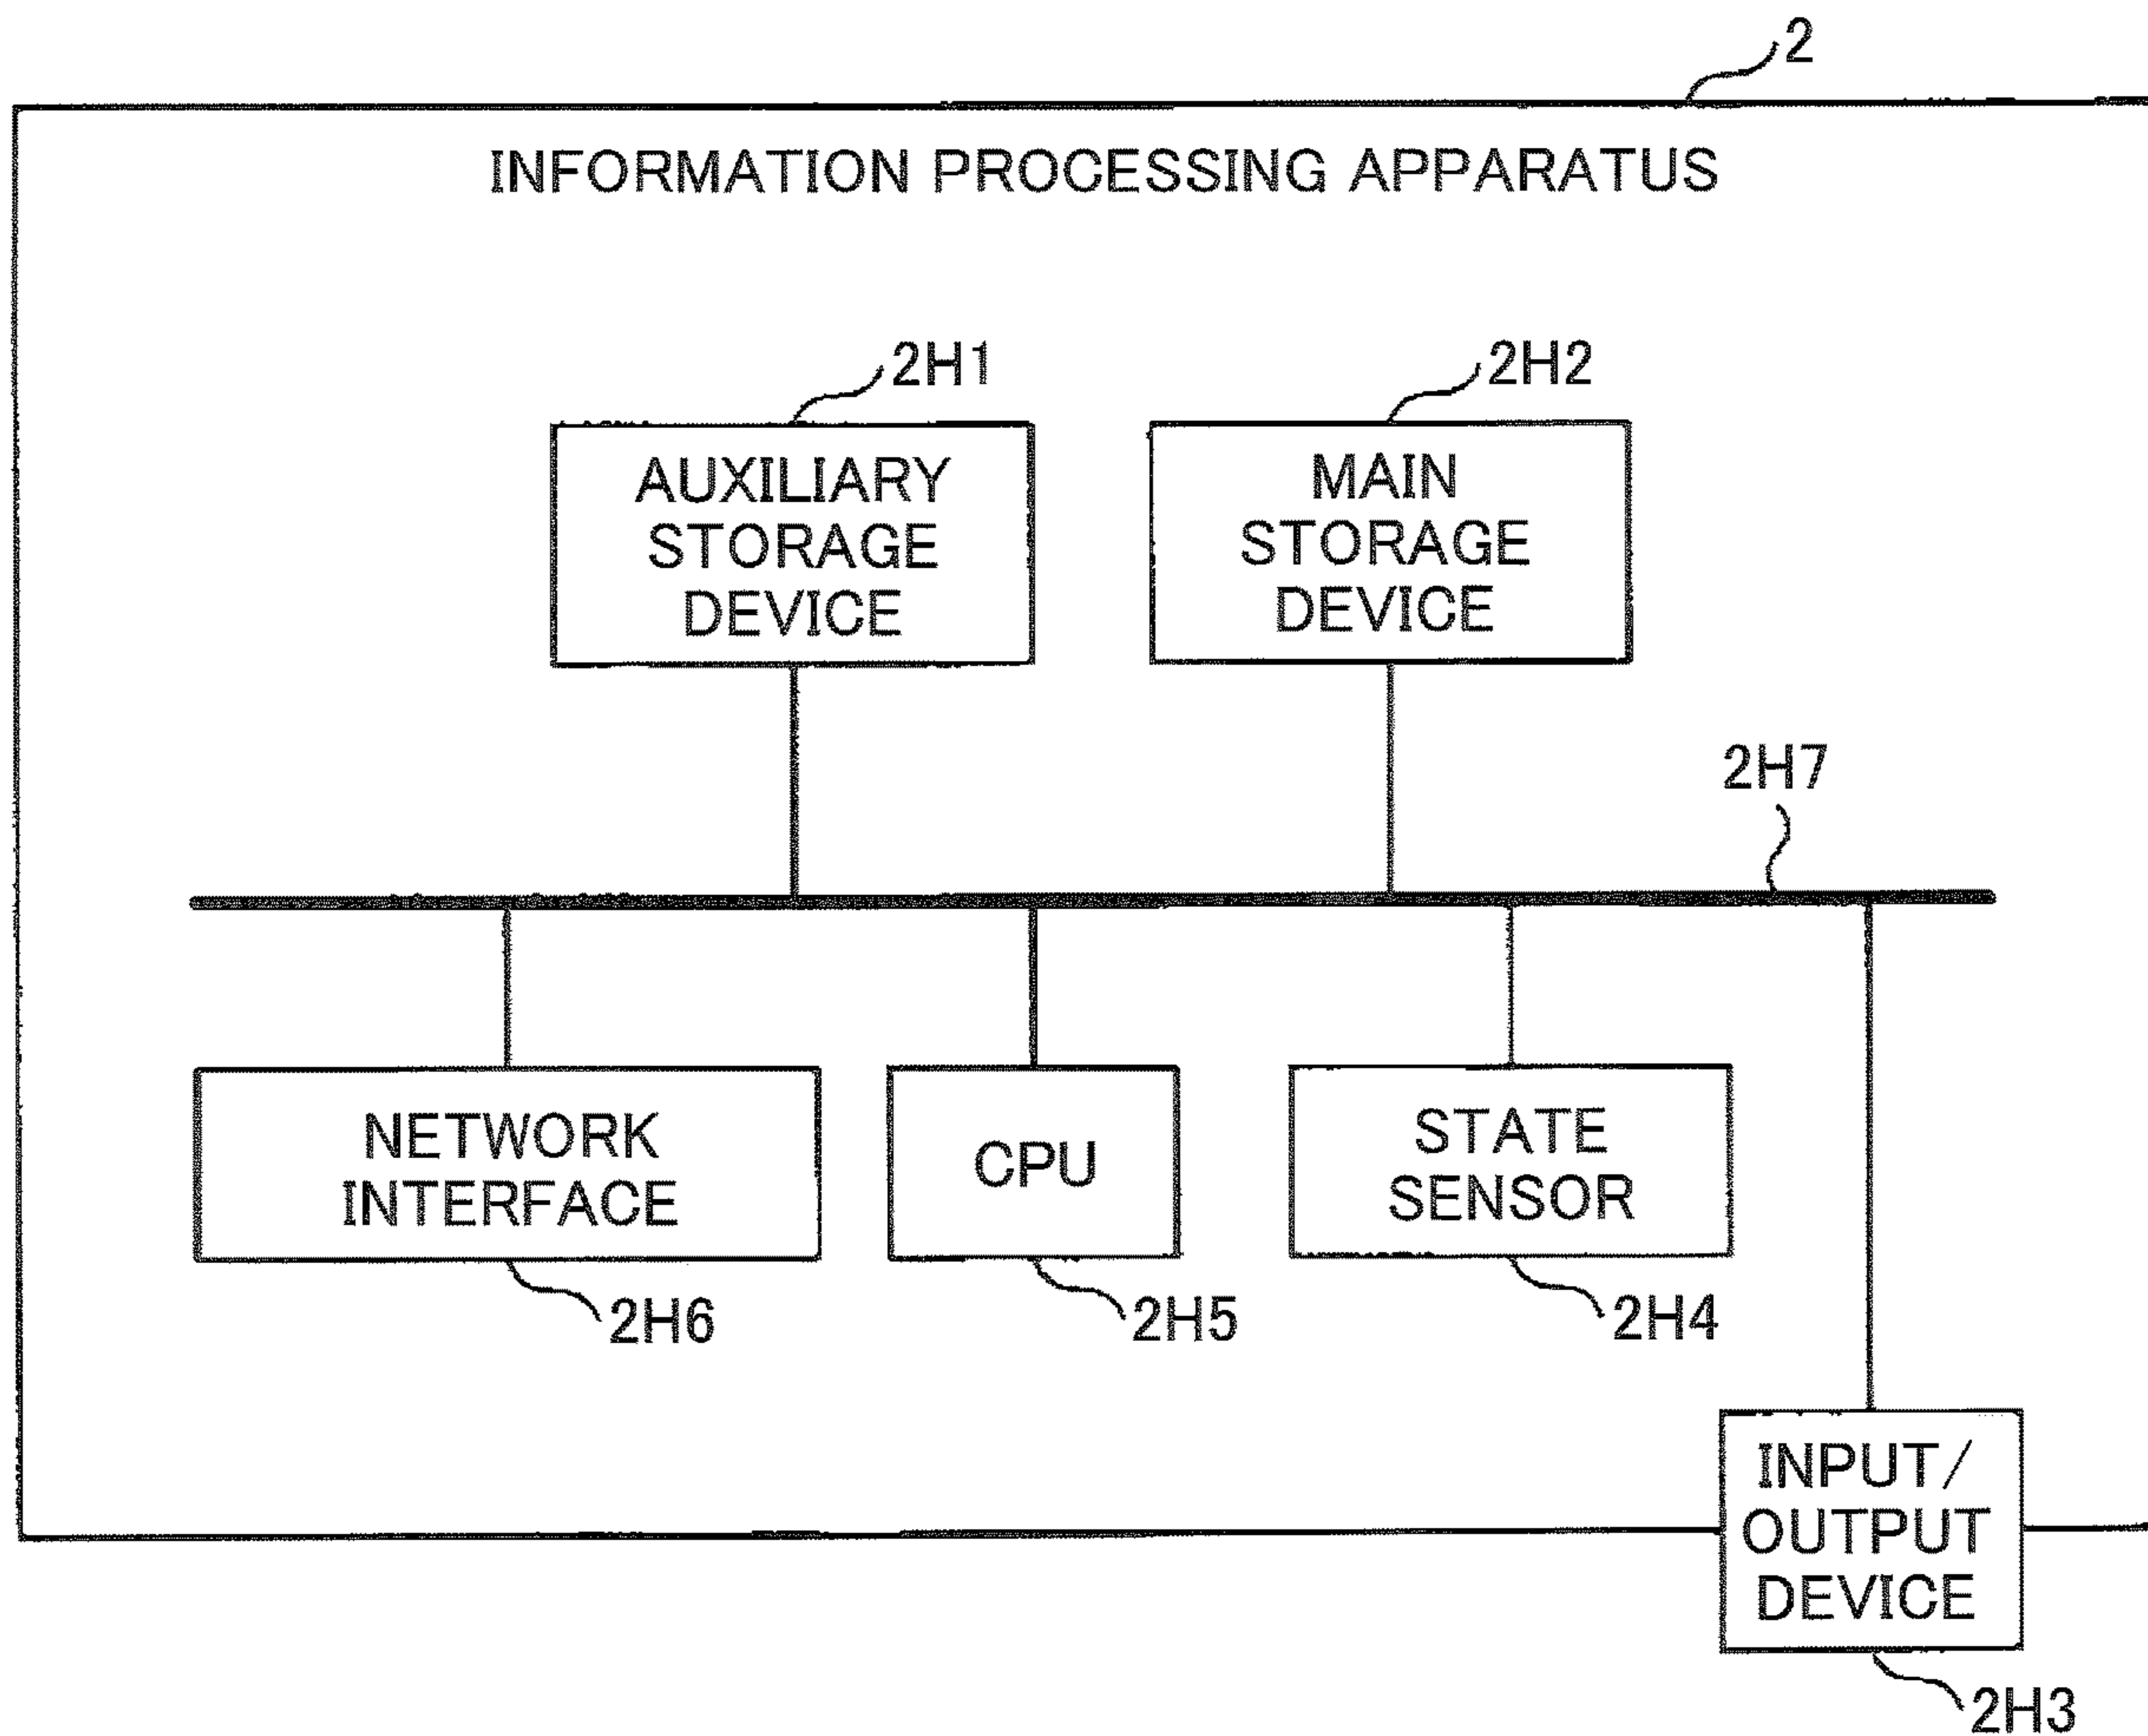 2
INFORMATION PROCESSING APPARATUS
2H1
2H2
AUXILIARY
STORAGE
DEVICE
MAIN
STORAGE
DEVICE
2H7
NETWORK
INTERFACE
CPU
STATE
SENSOR
2H6
2H5
2H4
INPUT/
OUTPUT
DEVICE
2H3